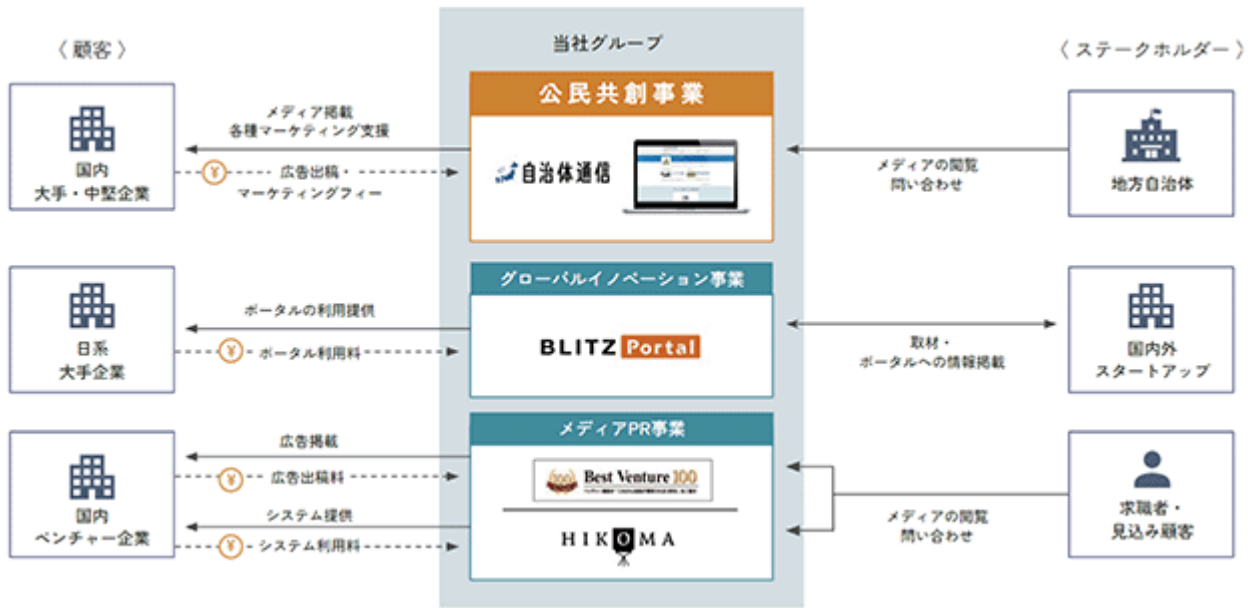 〈 顧客 〉
当社グループ
〈 ステークホルダー 〉
国内
大手・中堅企業
メディア掲載
各種マーケティング支援
¥
広告出稿・
マーケティングフィー
公民共創事業
自治体通信
メディアの閲覧
問い合わせ
地方自治体
日系
大手企業
ポータルの利用提供
¥
ポータル利用料
グローバルイノベーション事業
BLITZ Portal
取材・
ポータルへの情報掲載
国内外
スタートアップ
国内
ベンチャー企業
広告掲載
¥
広告出稿料
システム提供
¥
システム利用料
メディアPR事業
Best Venture 100
HIKOMA
メディアの閲覧
問い合わせ
求職者・
見込み顧客